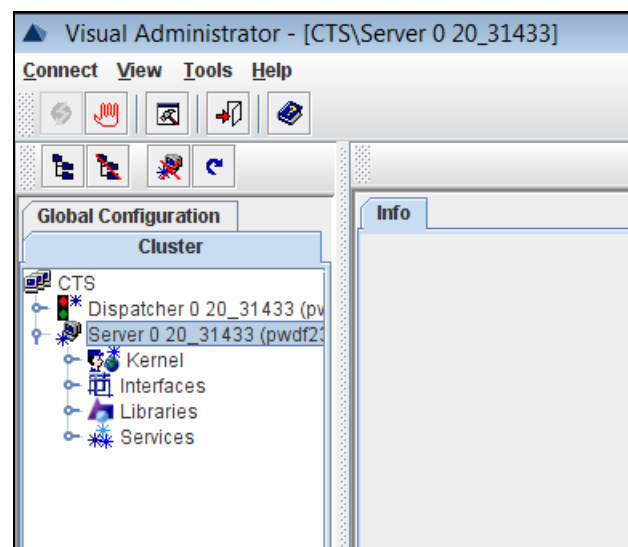 Visual Administrator - [CTS\Server 0 20_31433]
Connect View Tools Help
Global Configuration
Cluster
Info
CTS
Dispatcher 0 20_31433 (pw
Server 0 20_31433 (pwdf23
Kernel
Interfaces
Libraries
Services